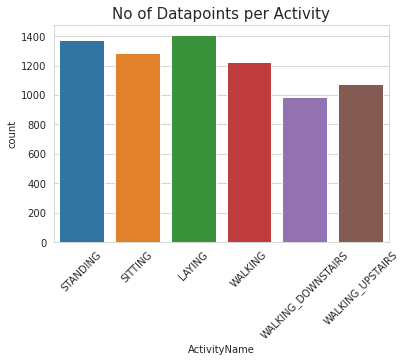 No of Datapoints per Activity
1400
1200
1000
800
600
400
200
0
count
STANDING
SITTING
LAYING
WALKING
WALKING_DOWNSTAIRS
WALKING_UPSTAIRS
ActivityName